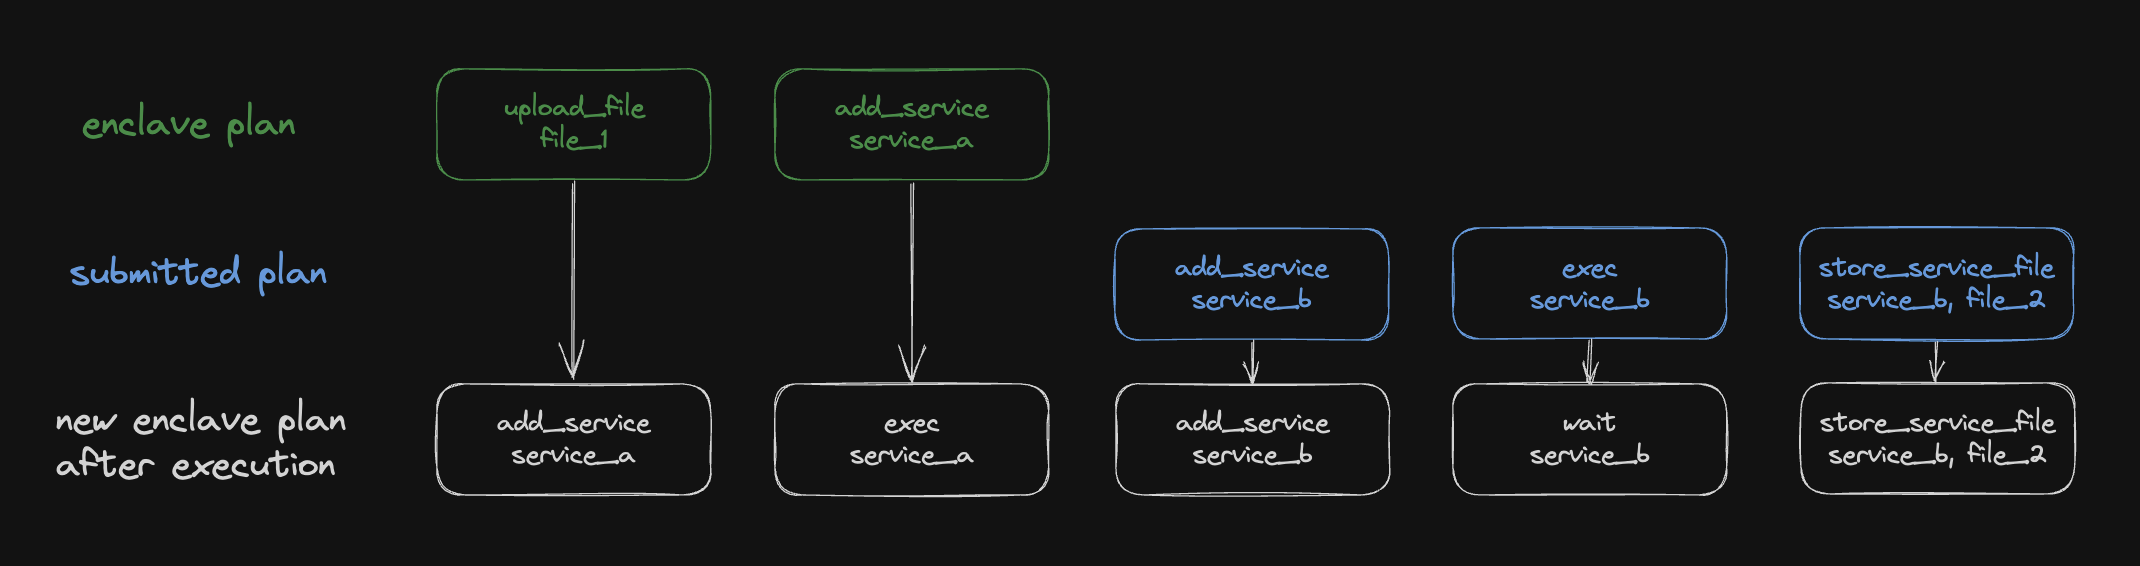 enclave plan
upload_file
file_1
add_service
service_a
submitted plan
add_service
service_b
exec
service_b
store_service_file
service_b, file_2
new enclave plan
after execution
add_service
service_a
exec
service_a
add_service
service_b
wait
service_b
store_service_file
service_b, file_2